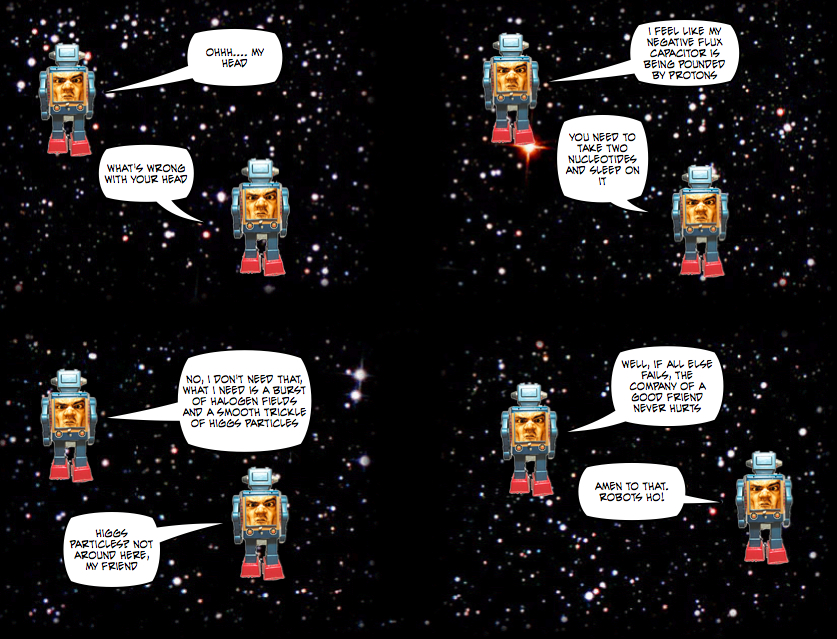 OHHH.... MY
HEAD
WHAT'S WRONG
WITH YOUR HEAD
I FEEL LIKE MY
NEGATIVE FLUX
CAPACITOR IS
BEING POUNDED
BY PROTONS
YOU NEED TO
TAKE TWO
NUCLEOTIDES
AND SLEEP ON
IT
NO, I DON'T NEED THAT,
WHAT I NEED IS A BURST
OF HALOGEN FIELDS
AND A SMOOTH TRICKLE
OF HIGGS PARTICLES
HIGGS
PARTICLES? NOT
AROUND HERE,
MY FRIEND
WELL, IF ALL ELSE
FAILS, THE
COMPANY OF A
GOOD FRIEND
NEVER HURTS
AMEN TO THAT.
ROBOTS HO!